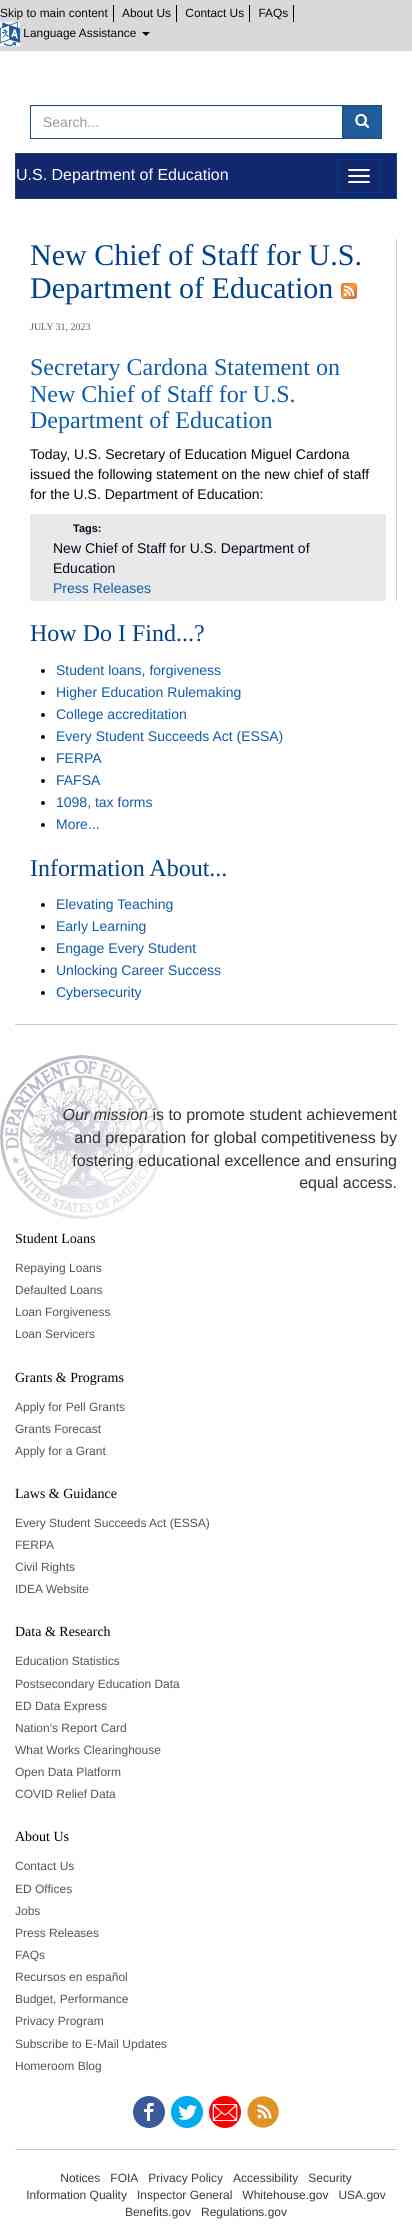 Skip to main content About Us Contact Us FAQs
Language Assistance
Search...
U.S. Department of Education
New Chief of Staff for U.S.
Department of Education
JULY 31, 2023
Secretary Cardona Statement on
New Chief of Staff for U.S.
Department of Education
Today, U.S. Secretary of Education Miguel Cardona
issued the following statement on the new chief of staff
for the U.S. Department of Education:
Tags:
New Chief of Staff for U.S. Department of
Education
Press Releases
How Do I Find...?
Student loans, forgiveness
Higher Education Rulemaking
College accreditation
Every Student Succeeds Act (ESSA)
FERPA
FAFSA
1098, tax forms
More...
Information About...
Elevating Teaching
Early Learning
Engage Every Student
Unlocking Career Success
Cybersecurity
DEPARTMENT OF EDUCATION
UNITED STATES OF AMERICA
Our mission is to promote student achievement
and preparation for global competitiveness by
fostering educational excellence and ensuring
equal access.
Student Loans
Repaying Loans
Defaulted Loans
Loan Forgiveness
Loan Servicers
Grants & Programs
Apply for Pell Grants
Grants Forecast
Apply for a Grant
Laws & Guidance
Every Student Succeeds Act (ESSA)
FERPA
Civil Rights
IDEA Website
Data & Research
Education Statistics
Postsecondary Education Data
ED Data Express
Nation's Report Card
What Works Clearinghouse
Open Data Platform
COVID Relief Data
About Us
Contact Us
ED Offices
Jobs
Press Releases
FAQs
Recursos en español
Budget, Performance
Privacy Program
Subscribe to E-Mail Updates
Homeroom Blog
Notices FOIA Privacy Policy Accessibility Security
Information Quality Inspector General Whitehouse.gov USA.gov
Benefits.gov Regulations.gov